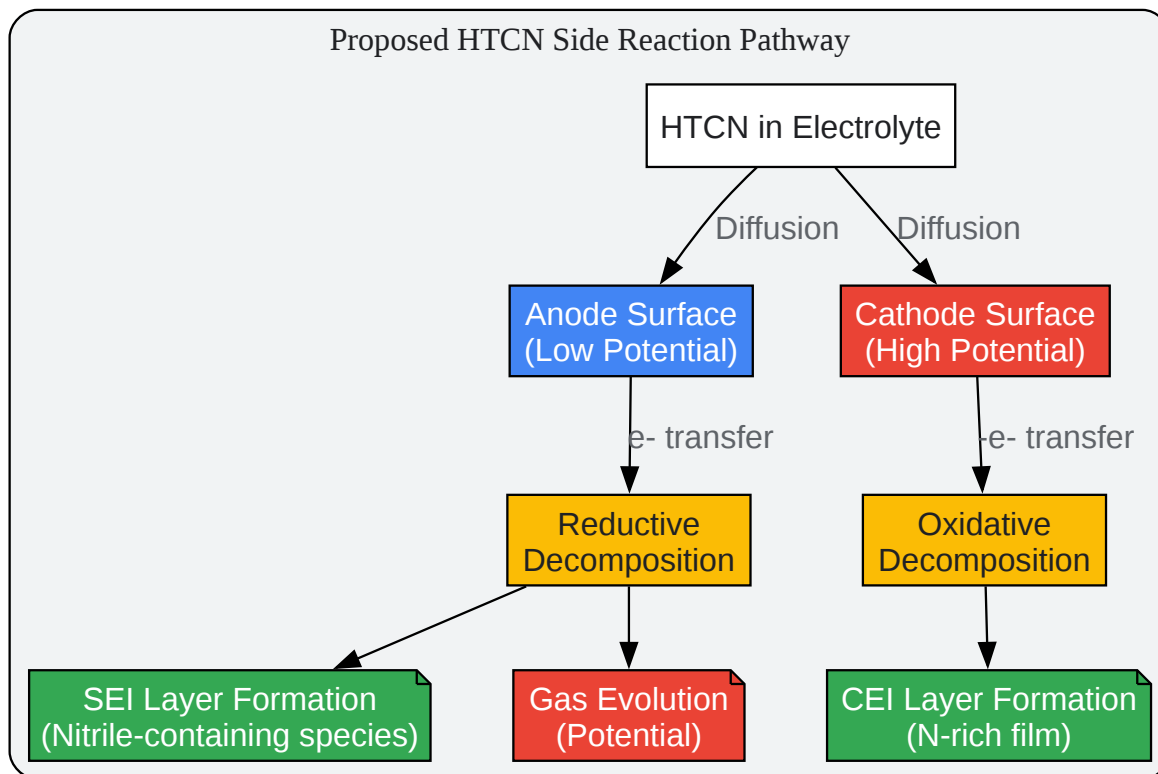 Proposed HTCN Side Reaction Pathway
HTCN in Electrolyte
Diffusion
Diffusion
Anode Surface
(Low Potential)
Cathode Surface
(High Potential)
e- transfer
-e- transfer
Reductive
Decomposition
Oxidative
Decomposition
SEI Layer Formation
(Nitrile-containing species)
Gas Evolution
(Potential)
CEI Layer Formation
(N-rich film)